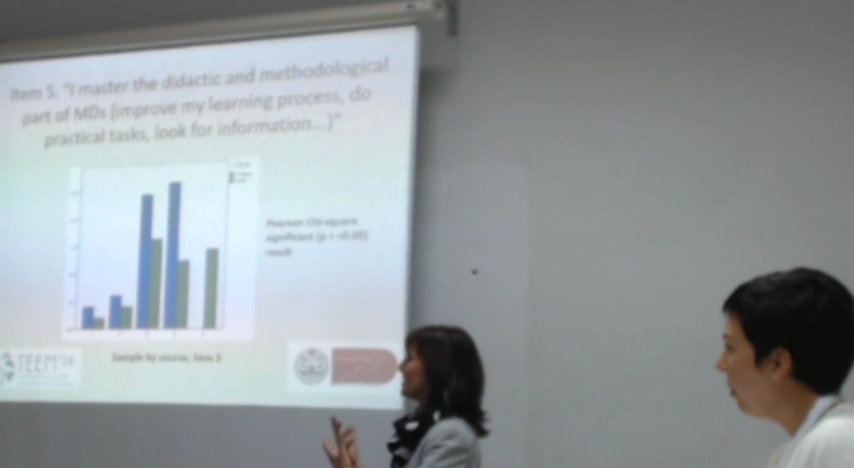 Item 5. "I master the didactic and methodological
part of MDs (improve my learning process, do
practical tasks, look for information...)"
Pearson Chi-square
significant (p = <0.05)
result
Sample by course, Item 5
TEEM'